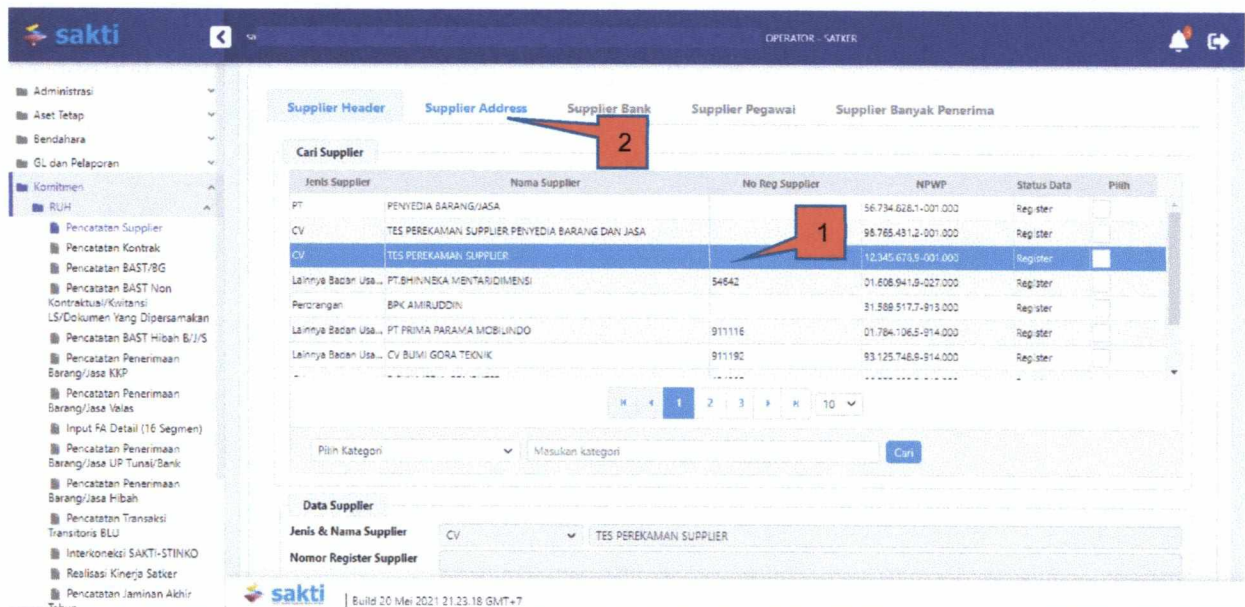 sakti
sa OPERATOR - SATKER
Administrasi
Aset Tetap
Bendahara
GL dan Pelaporan
Komitmen
RUH
Pencatatan Supplier
Pencatatan Kontrak
Pencatatan BAST/BG
Pencatatan BAST Non
Kontraktual/Kwitansi
LS/Dokumen Yang Dipersamakan
Pencatatan BAST Hibah B/J/S
Pencatatan Penerimaan
Barang/Jasa KKP
Pencatatan Penerimaan
Barang/Jasa Valas
Input FA Detail (16 Segmen)
Pencatatan Penerimaan
Barang/Jasa UP Tunai/Bank
Pencatatan Penerimaan
Barang/Jasa Hibah
Pencatatan Transaksi
Transitoris BLU
Interkoneksi SAKTI-STINKO
Realisasi Kinerja Satker
Pencatatan Jaminan Akhir
Tahun
Supplier Header Supplier Address Supplier Bank Supplier Pegawai Supplier Banyak Penerima
2
Cari Supplier
Jenis Supplier Nama Supplier No Reg Supplier NPWP Status Data Pilih
PT PENYEDIA BARANG/JASA 56.734.628.1-001.000 Register
CV TES PEREKAMAN SUPPLIER PENYEDIA BARANG DAN JASA 98.765.431.2-001.000 Register
1
CV TES PEREKAMAN SUPPLIER 12.345.678.9-001.000 Register
Lainnya Badan Usa... PT.BHINNEKA MENTARIDIMENSI 54642 01.606.941.9-027.000 Register
Perorangan BPK AMIRUDDIN 31.589.517.7-913.000 Register
Lainnya Badan Usa... PT PRIMA PARAMA MOBILINDO 911116 01.784.106.5-914.000 Register
Lainnya Badan Usa... CV BUMI GORA TEKNIK 911192 93.125.748.9-914.000 Register
1 2 3 10
Pilih Kategori Masukan kategori Cari
Data Supplier
Jenis & Nama Supplier CV TES PEREKAMAN SUPPLIER
Nomor Register Supplier
sakti Build 20 Mei 2021 21.23.18 GMT+7